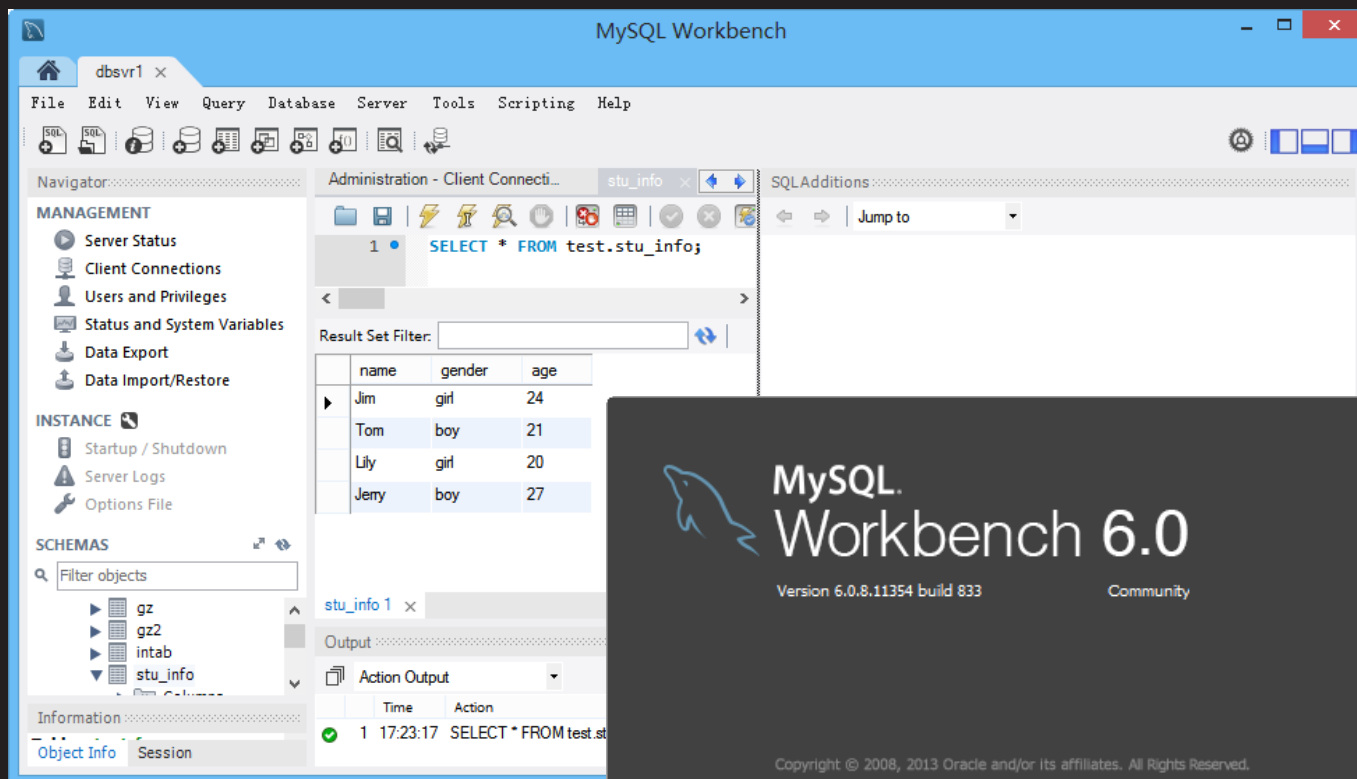 MySQL Workbench
dbsvr1
File Edit View Query Database Server Tools Scripting Help
Navigator
MANAGEMENT
Server Status
Client Connections
Users and Privileges
Status and System Variables
Data Export
Data Import/Restore
INSTANCE
Startup / Shutdown
Server Logs
Options File
SCHEMAS
Filter objects
gz
gz2
intab
stu_info
Columns
Information
Object Info Session
Administration - Client Connecti... stu_info
1 SELECT * FROM test.stu_info;
Result Set Filter:
name gender age
Jim girl 24
Tom boy 21
Lily girl 20
Jerry boy 27
stu_info 1
Output
Action Output
Time Action
1 17:23:17 SELECT * FROM test.st
SQLAdditions
Jump to
MySQL
Workbench 6.0
Version 6.0.8.11354 build 833 Community
Copyright © 2008, 2013 Oracle and/or its affiliates. All Rights Reserved.